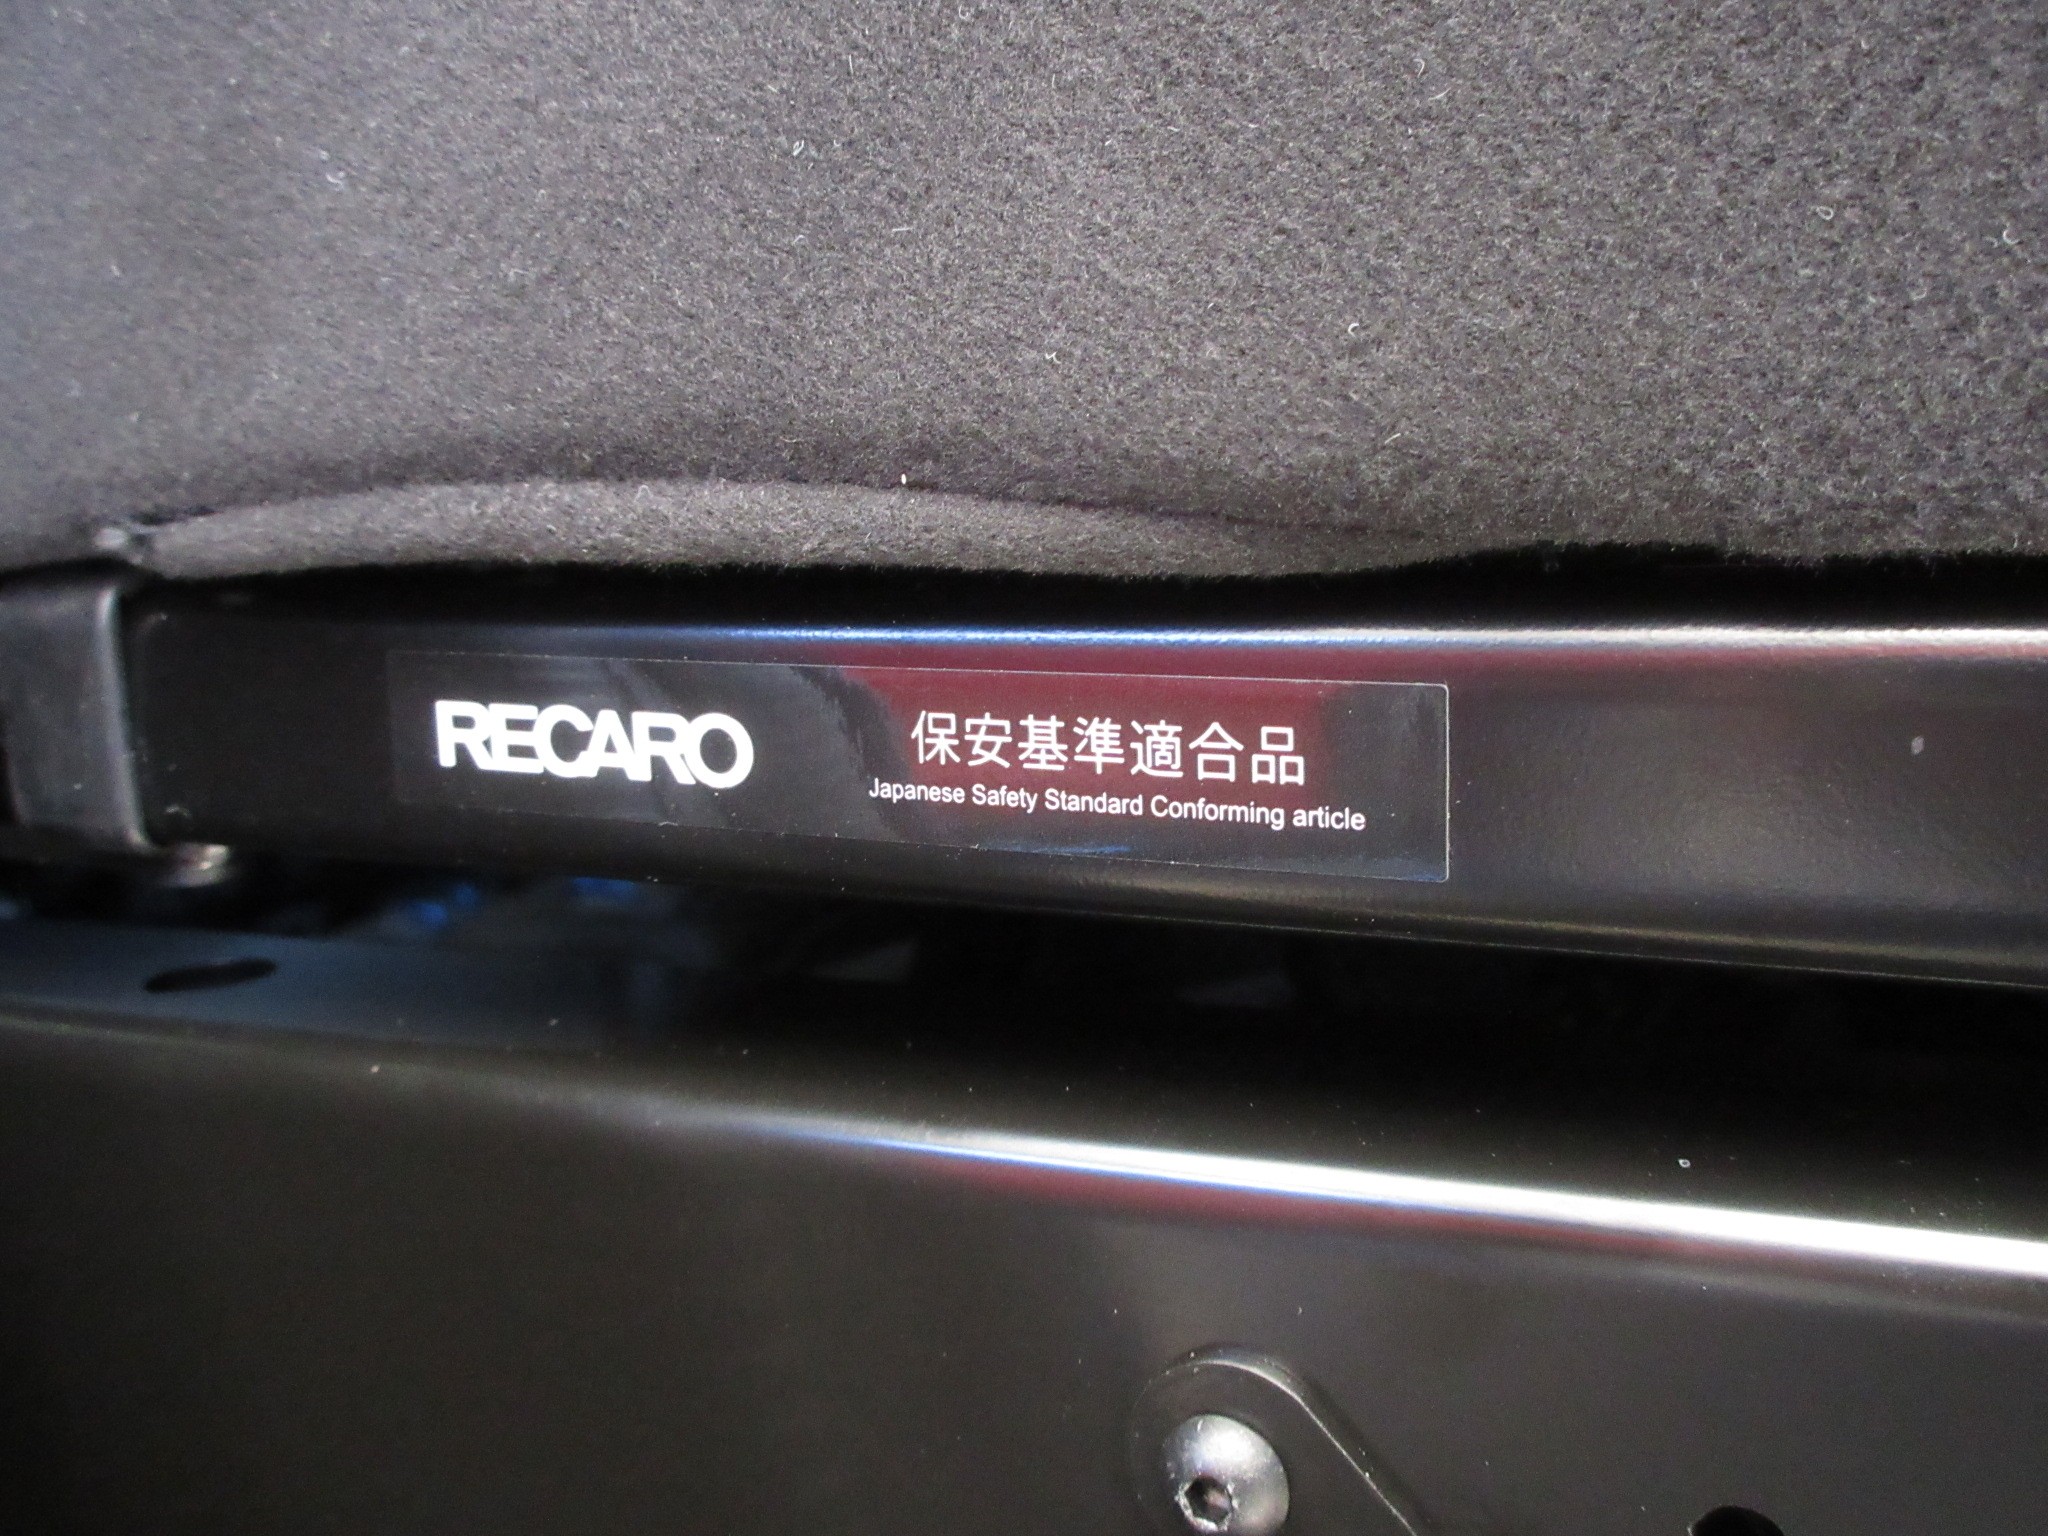 RECARO
保安基準適合品
Japanese Safety Standard Conforming article